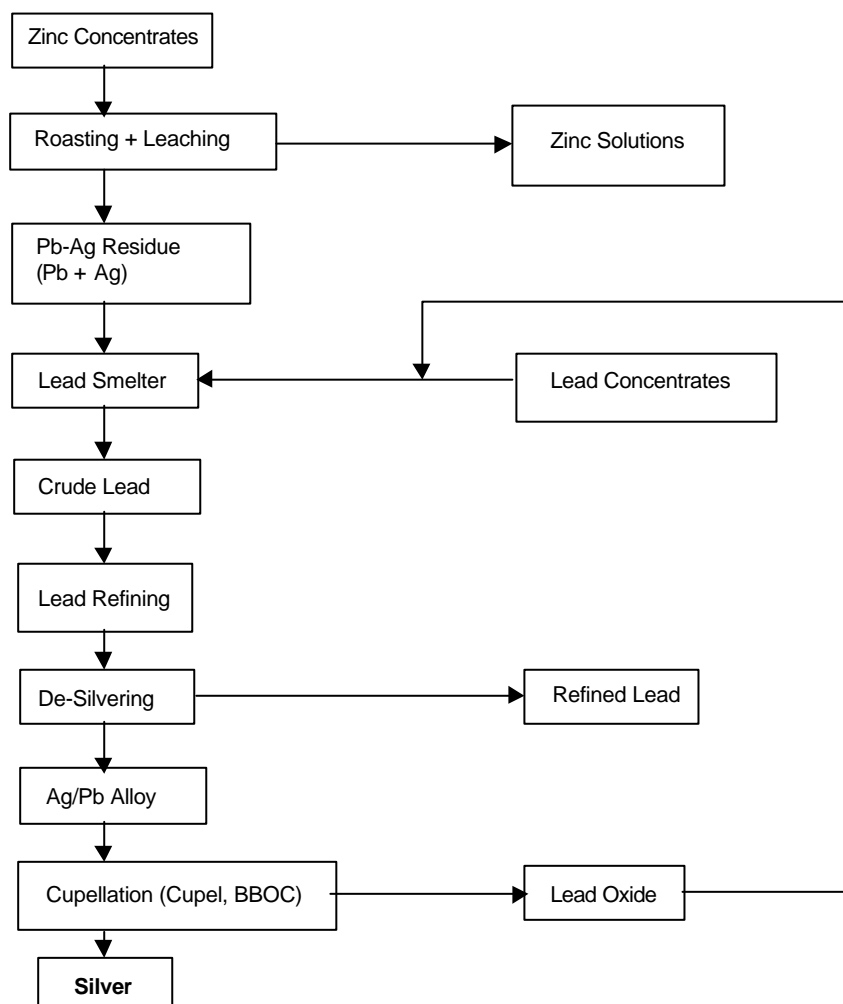 Zinc Concentrates
Roasting + Leaching
Zinc Solutions
Pb-Ag Residue
(Pb + Ag)
Lead Smelter
Lead Concentrates
Crude Lead
Lead Refining
De-Silvering
Refined Lead
Ag/Pb Alloy
Cupellation (Cupel, BBOC)
Lead Oxide
Silver